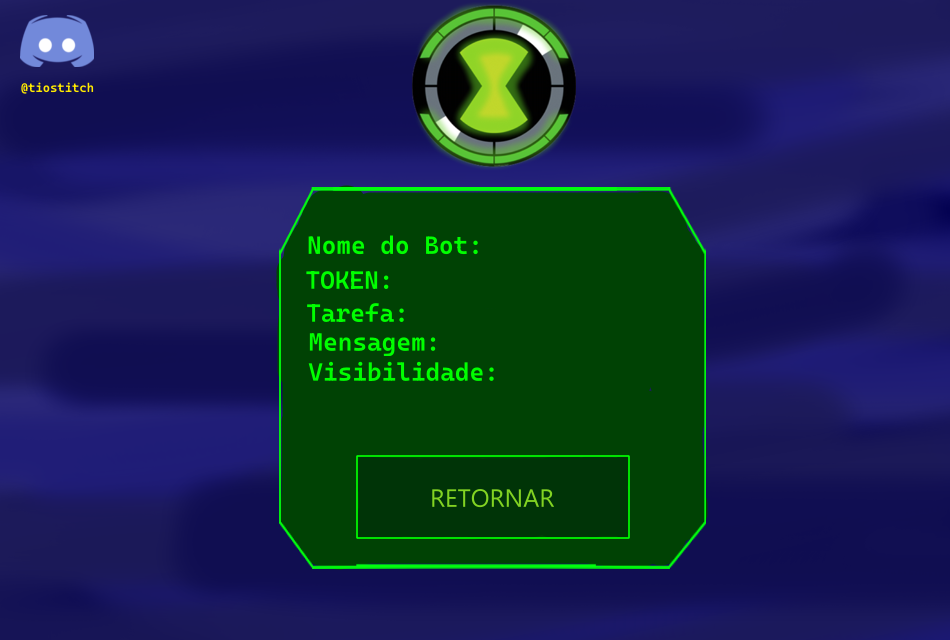 @tiostitch
Nome do Bot:
TOKEN:
Tarefa:
Mensagem:
Visibilidade:
RETORNAR